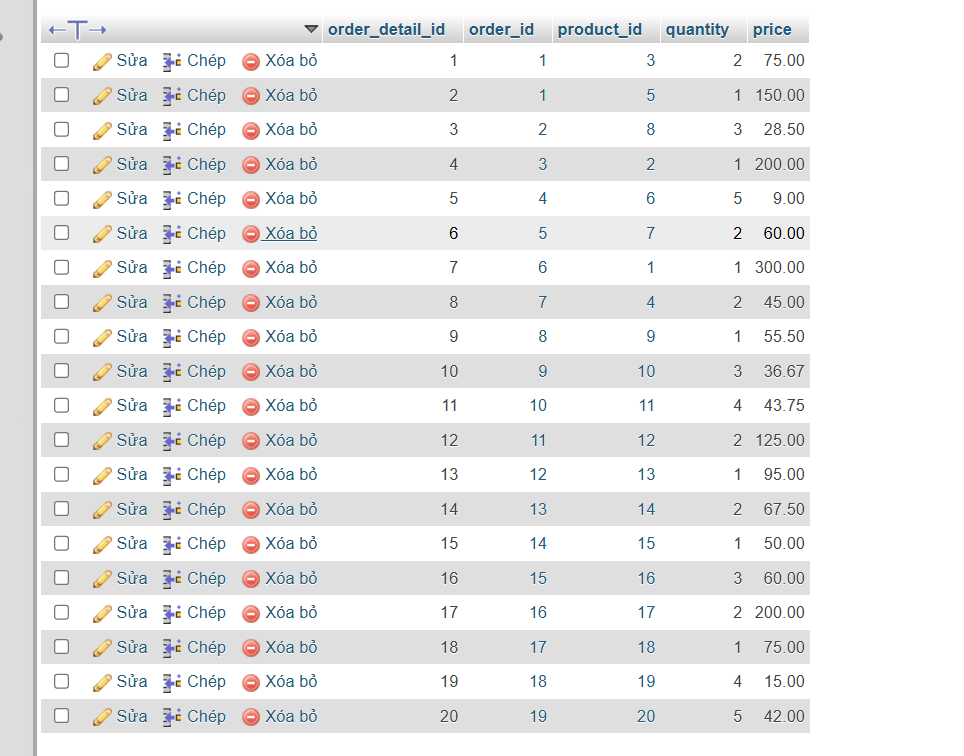 order_detail_id order_id product_id quantity price
Sửa Chép Xóa bỏ 1 1 3 2 75.00
Sửa Chép Xóa bỏ 2 1 5 1 150.00
Sửa Chép Xóa bỏ 3 2 8 3 28.50
Sửa Chép Xóa bỏ 4 3 2 1 200.00
Sửa Chép Xóa bỏ 5 4 6 5 9.00
Sửa Chép Xóa bỏ 6 5 7 2 60.00
Sửa Chép Xóa bỏ 7 6 1 1 300.00
Sửa Chép Xóa bỏ 8 7 4 2 45.00
Sửa Chép Xóa bỏ 9 8 9 1 55.50
Sửa Chép Xóa bỏ 10 9 10 3 36.67
Sửa Chép Xóa bỏ 11 10 11 4 43.75
Sửa Chép Xóa bỏ 12 11 12 2 125.00
Sửa Chép Xóa bỏ 13 12 13 1 95.00
Sửa Chép Xóa bỏ 14 13 14 2 67.50
Sửa Chép Xóa bỏ 15 14 15 1 50.00
Sửa Chép Xóa bỏ 16 15 16 3 60.00
Sửa Chép Xóa bỏ 17 16 17 2 200.00
Sửa Chép Xóa bỏ 18 17 18 1 75.00
Sửa Chép Xóa bỏ 19 18 19 4 15.00
Sửa Chép Xóa bỏ 20 19 20 5 42.00